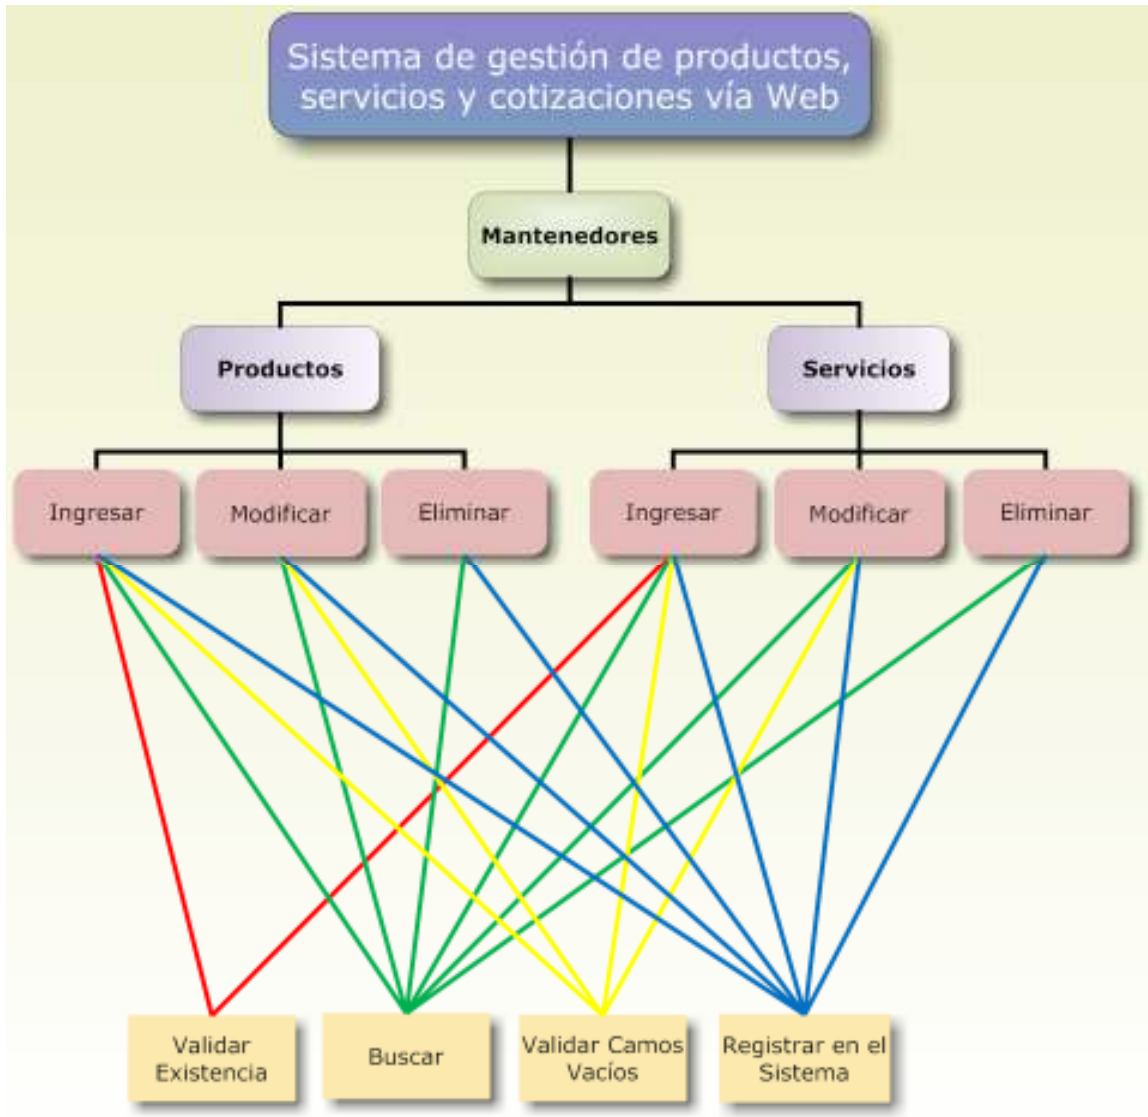 Sistema de gestión de productos,
servicios y cotizaciones vía Web
Mantenedores
Productos
Servicios
Ingresar
Modificar
Eliminar
Ingresar
Modificar
Eliminar
Validar
Existencia
Buscar
Validar Camos
Vacíos
Registrar en el
Sistema